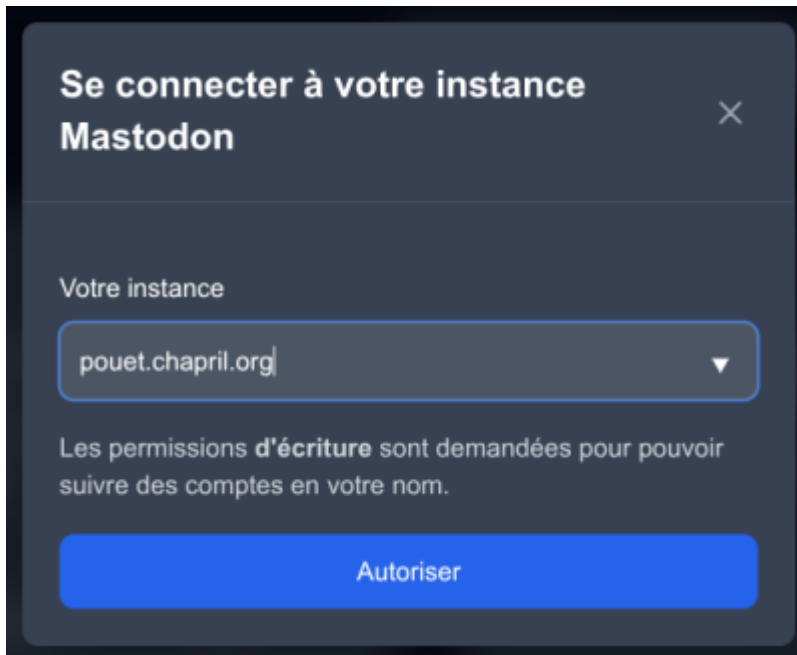 Se connecter à votre instance
Mastodon
Votre instance
pouet.chapril.org
Les permissions d'écriture sont demandées pour pouvoir
suivre des comptes en votre nom.
Autoriser